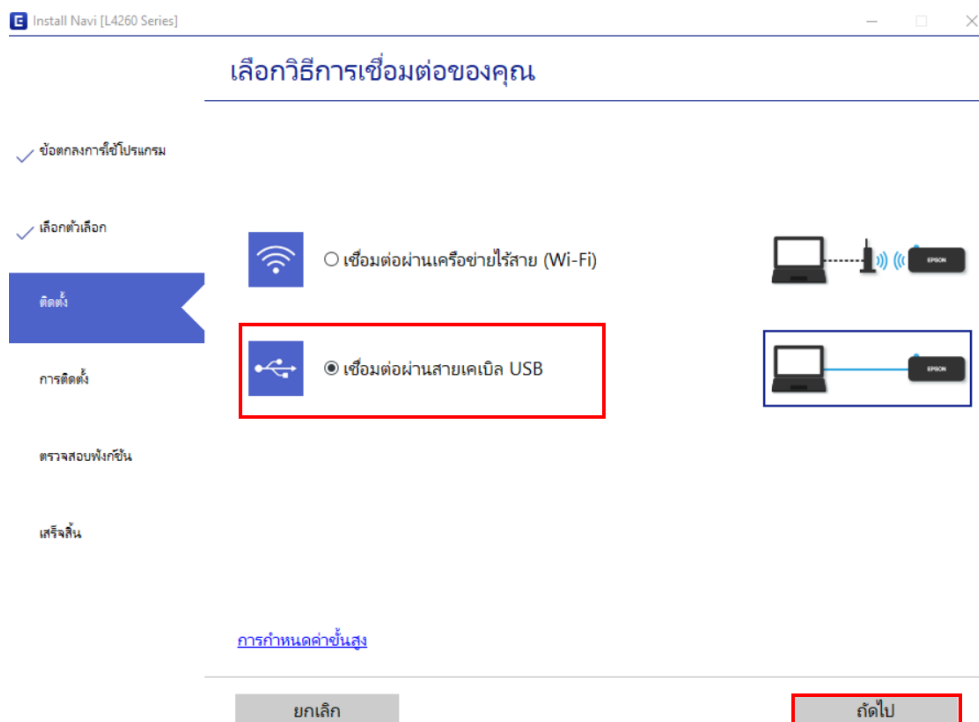 Install Navi [L4260 Series]
เลือกวิธีการเชื่อมต่อของคุณ
ข้อตกลงการใช้โปรแกรม
เลือกตัวเลือก
ติดตั้ง
การติดตั้ง
ตรวจสอบฟังก์ชัน
เสร็จสิ้น
เชื่อมต่อผ่านเครือข่ายไร้สาย (Wi-Fi)
EPSON
เชื่อมต่อผ่านสายเคเบิล USB
EPSON
การกำหนดค่าขั้นสูง
ยกเลิก
ถัดไป